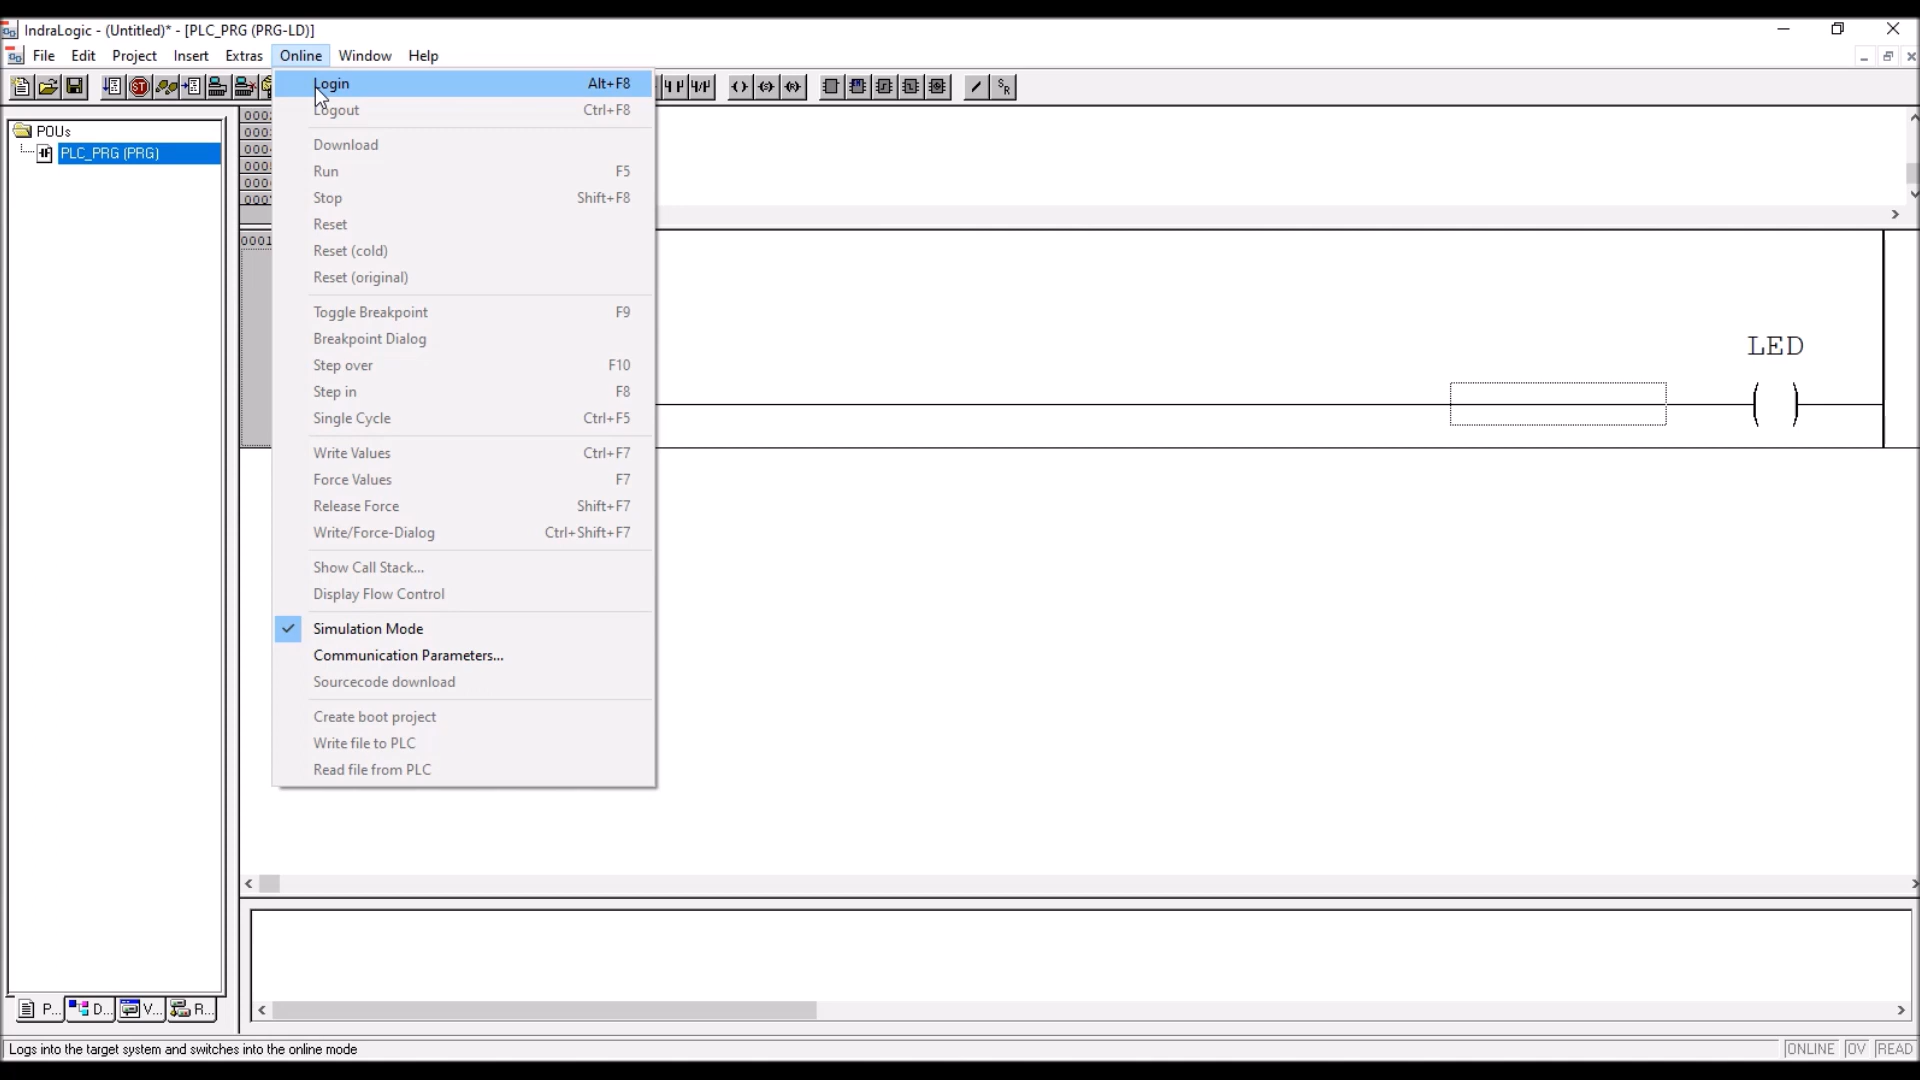 IndraLogic - (Untitled)* - [PLC_PRG (PRG-LD)]
File Edit Project Insert Extras Online Window Help
Login Alt+F8
Logout Ctrl+F8
Download
Run F5
Stop Shift+F8
Reset
Reset (cold)
Reset (original)
Toggle Breakpoint F9
Breakpoint Dialog
Step over F10
Step in F8
Single Cycle Ctrl+F5
Write Values Ctrl+F7
Force Values F7
Release Force Shift+F7
Write/Force-Dialog Ctrl+Shift+F7
Show Call Stack...
Display Flow Control
Simulation Mode
Communication Parameters...
Sourcecode download
Create boot project
Write file to PLC
Read file from PLC
POUs
PLC_PRG (PRG)
0001
LED
P... D... V... R...
Logs into the target system and switches into the online mode
ONLINE OV READ